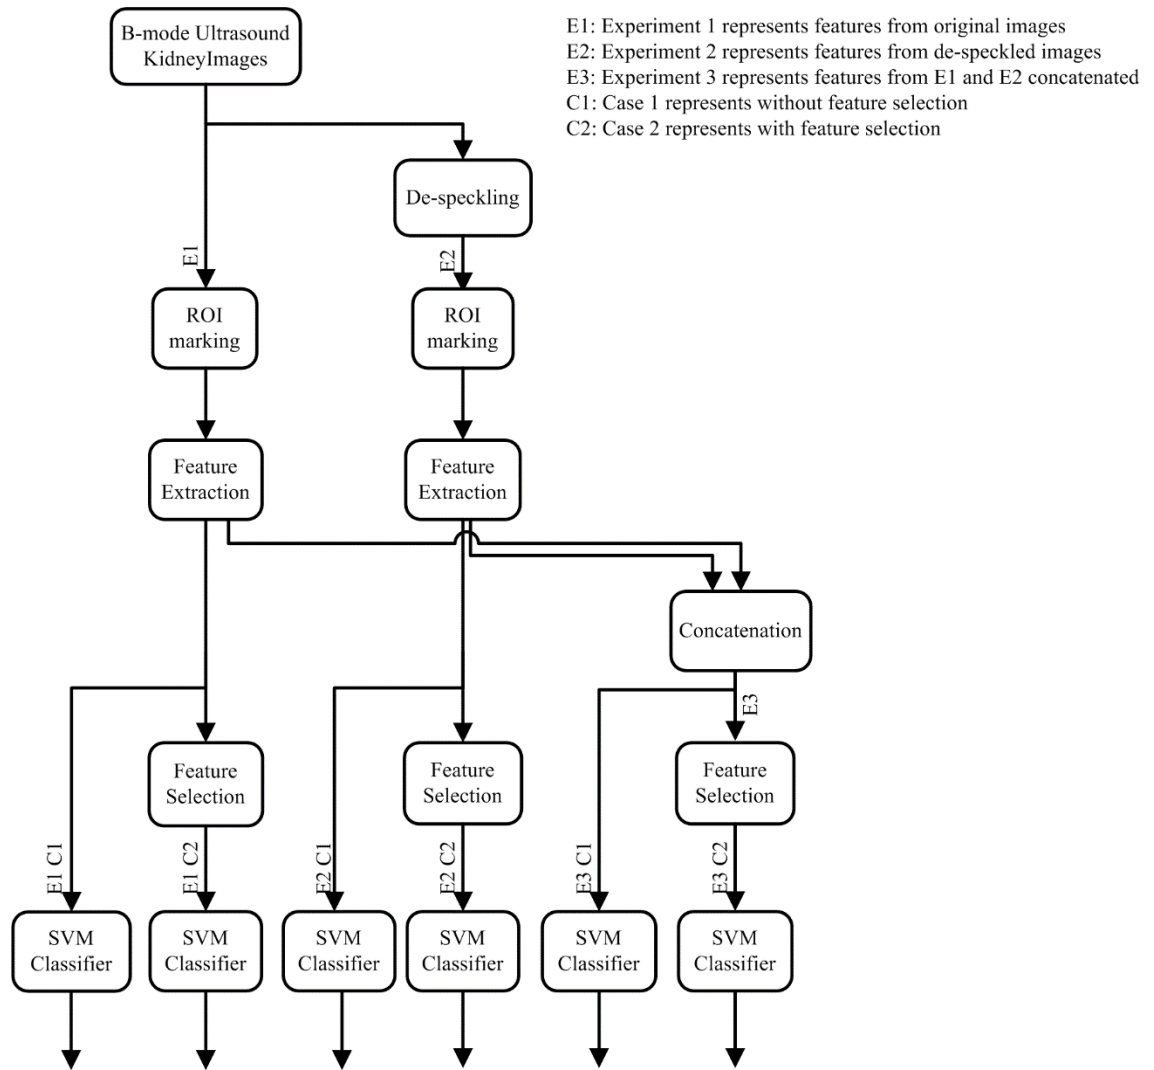 B-mode Ultrasound
KidneyImages
E1: Experiment 1 represents features from original images
E2: Experiment 2 represents features from de-speckled images
E3: Experiment 3 represents features from E1 and E2 concatenated
C1: Case 1 represents without feature selection
C2: Case 2 represents with feature selection
De-speckling
E1
E2
ROI
marking
ROI
marking
Feature
Extraction
Feature
Extraction
Concatenation
E3
Feature
Selection
Feature
Selection
Feature
Selection
E1 C1
E1 C2
E2 C1
E2 C2
E3 C1
E3 C2
SVM
Classifier
SVM
Classifier
SVM
Classifier
SVM
Classifier
SVM
Classifier
SVM
Classifier